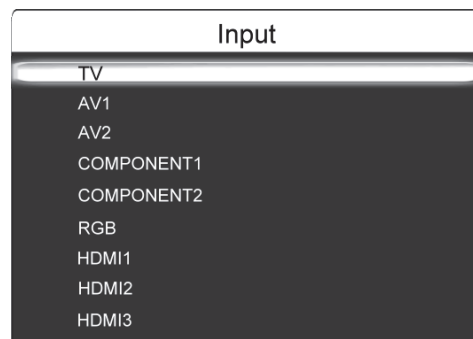 Input
TV
AV1
AV2
COMPONENT1
COMPONENT2
RGB
HDMI1
HDMI2
HDMI3